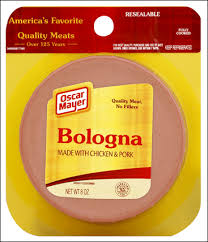 America's Favorite
Quality Meats
Over 125 Years
RESEALABLE
FULLY
COOKED
KEEP REFRIGERATED
Oscar
Mayer
Quality Meat,
No Fillers
Bologna
MADE WITH CHICKEN & PORK
NET WT 8 OZ